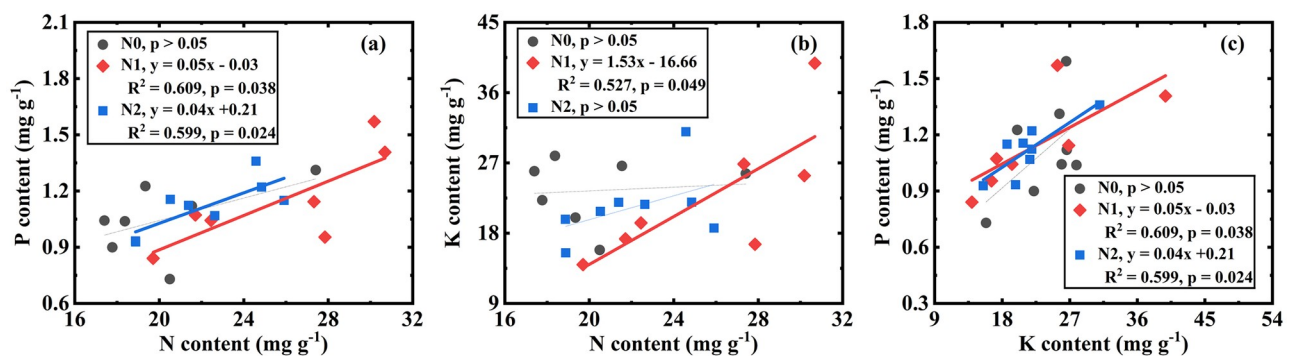 2.1
1.8
1.5
1.2
0.9
0.6
P content (mg g⁻¹)
N0, p > 0.05
N1, y = 0.05x - 0.03
R² = 0.609, p = 0.038
N2, y = 0.04x +0.21
R² = 0.599, p = 0.024
(a)
16 20 24 28 32
N content (mg g⁻¹)
45
36
27
18
9
K content (mg g⁻¹)
N0, p > 0.05
N1, y = 1.53x - 16.66
R² = 0.527, p = 0.049
N2, p > 0.05
(b)
16 20 24 28 32
N content (mg g⁻¹)
1.8
1.5
1.2
0.9
0.6
0.3
P content (mg g⁻¹)
(c)
N0, p > 0.05
N1, y = 0.05x - 0.03
R² = 0.609, p = 0.038
N2, y = 0.04x +0.21
R² = 0.599, p = 0.024
9 18 27 36 45 54
K content (mg g⁻¹)